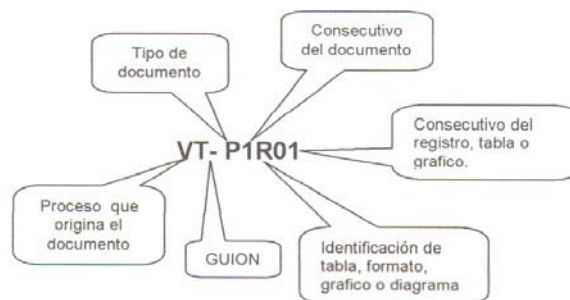 Tipo de
documento
Consecutivo
del documento
VT- P1R01
Consecutivo del
registro, tabla o
grafico.
Proceso que
origina el
documento
GUION
Identificación de
tabla, formato,
grafico o diagrama